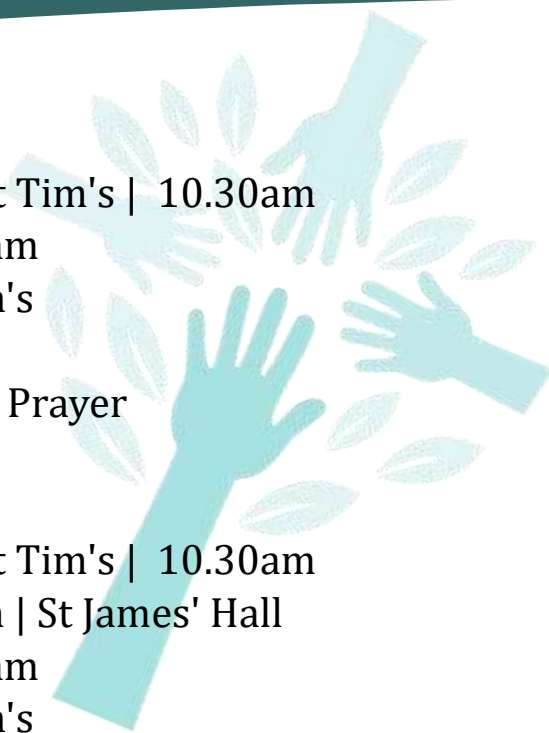 t Tim's | 10.30am
am
n's
Prayer
t Tim's | 10.30am
n | St James' Hall
am
n's